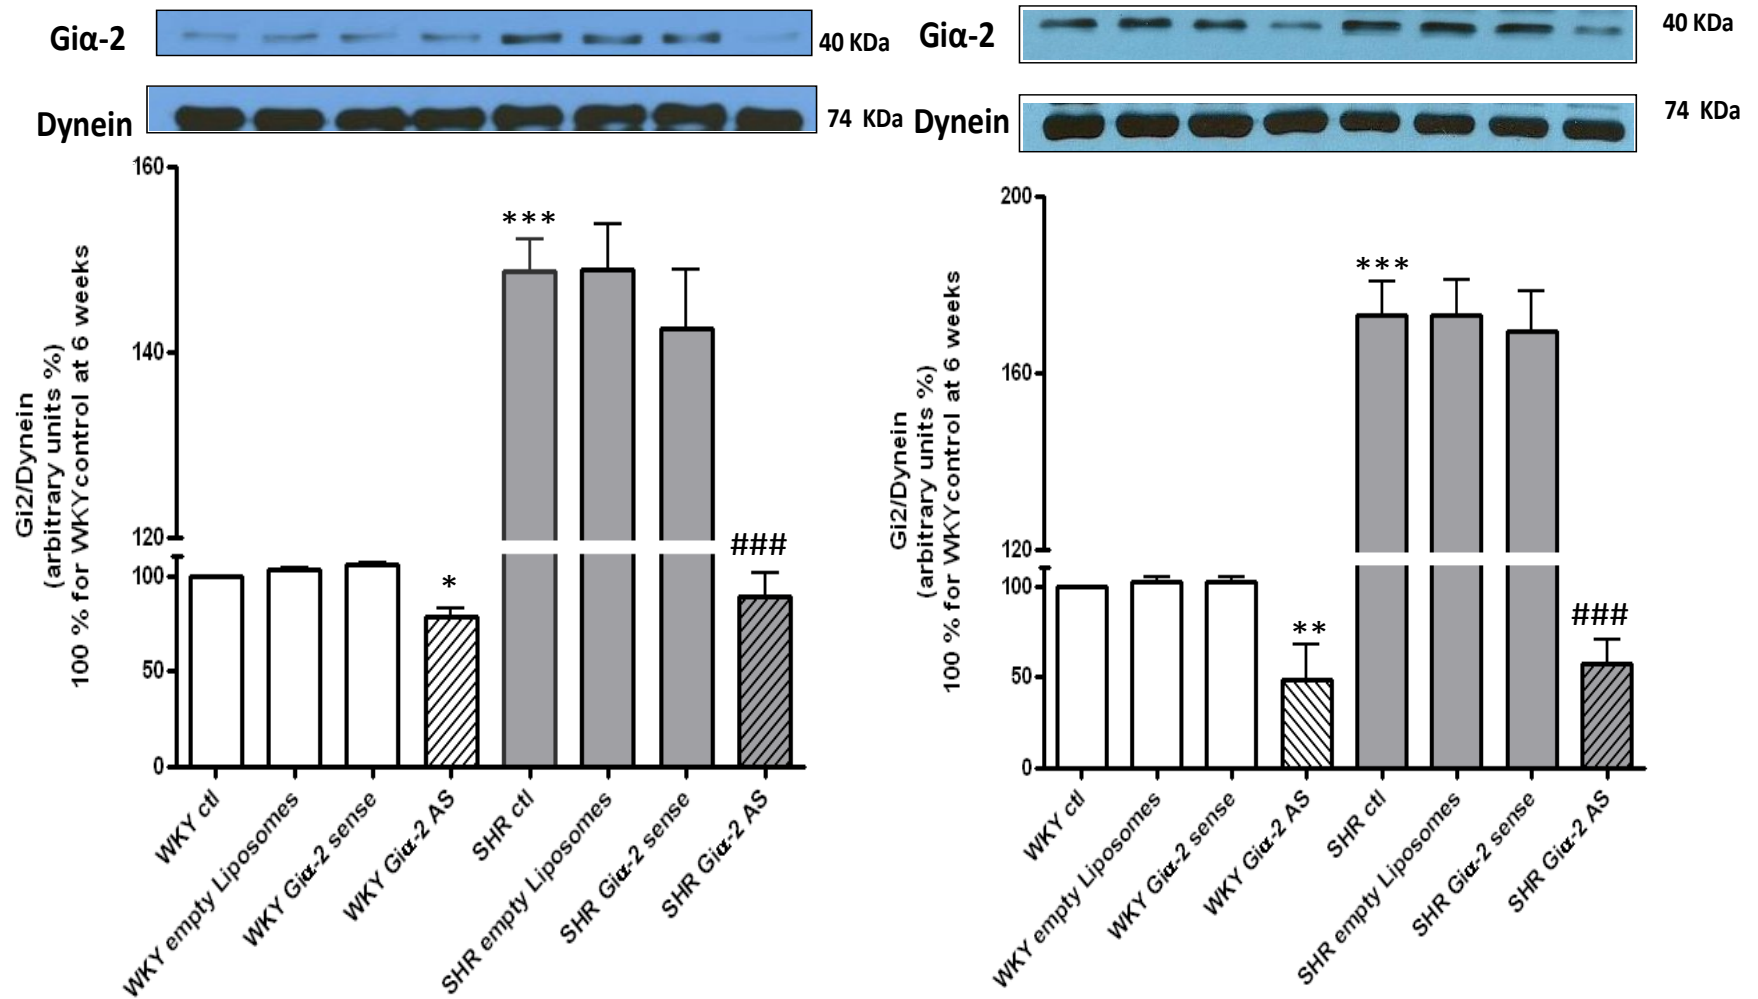 Giα-2
40 KDa
Dynein
74 KDa
160
140
120
100
50
0
Gi2/Dynein
(arbitrary units %)
100 % for WKYcontrol at 6 weeks
***
*
###
WKY ctl
WKY empty Liposomes
WKY Giα-2 sense
WKY Giα-2 AS
SHR ctl
SHR empty Liposomes
SHR Giα-2 sense
SHR Giα-2 AS
Giα-2
40 KDa
Dynein
74 KDa
200
160
120
100
50
0
Gi2/Dynein
(arbitrary units %)
100 % for WKYcontrol at 6 weeks
***
**
###
WKY ctl
WKY empty Liposomes
WKY Giα-2 sense
WKY Giα-2 AS
SHR ctl
SHR empty Liposomes
SHR Giα-2 sense
SHR Giα-2 AS